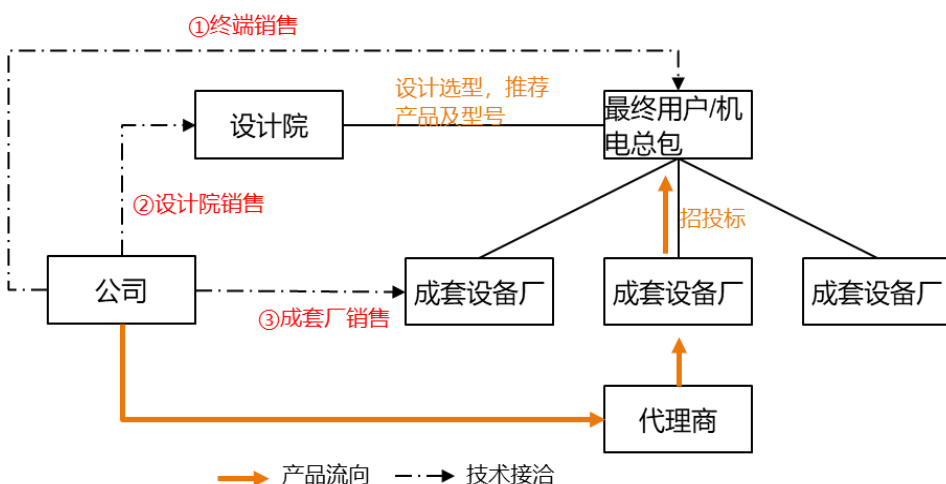 ①终端销售
设计选型，推荐
产品及型号
设计院
最终用户/机
电总包
②设计院销售
招投标
公司
成套设备厂
成套设备厂
成套设备厂
③成套厂销售
代理商
产品流向
技术接洽